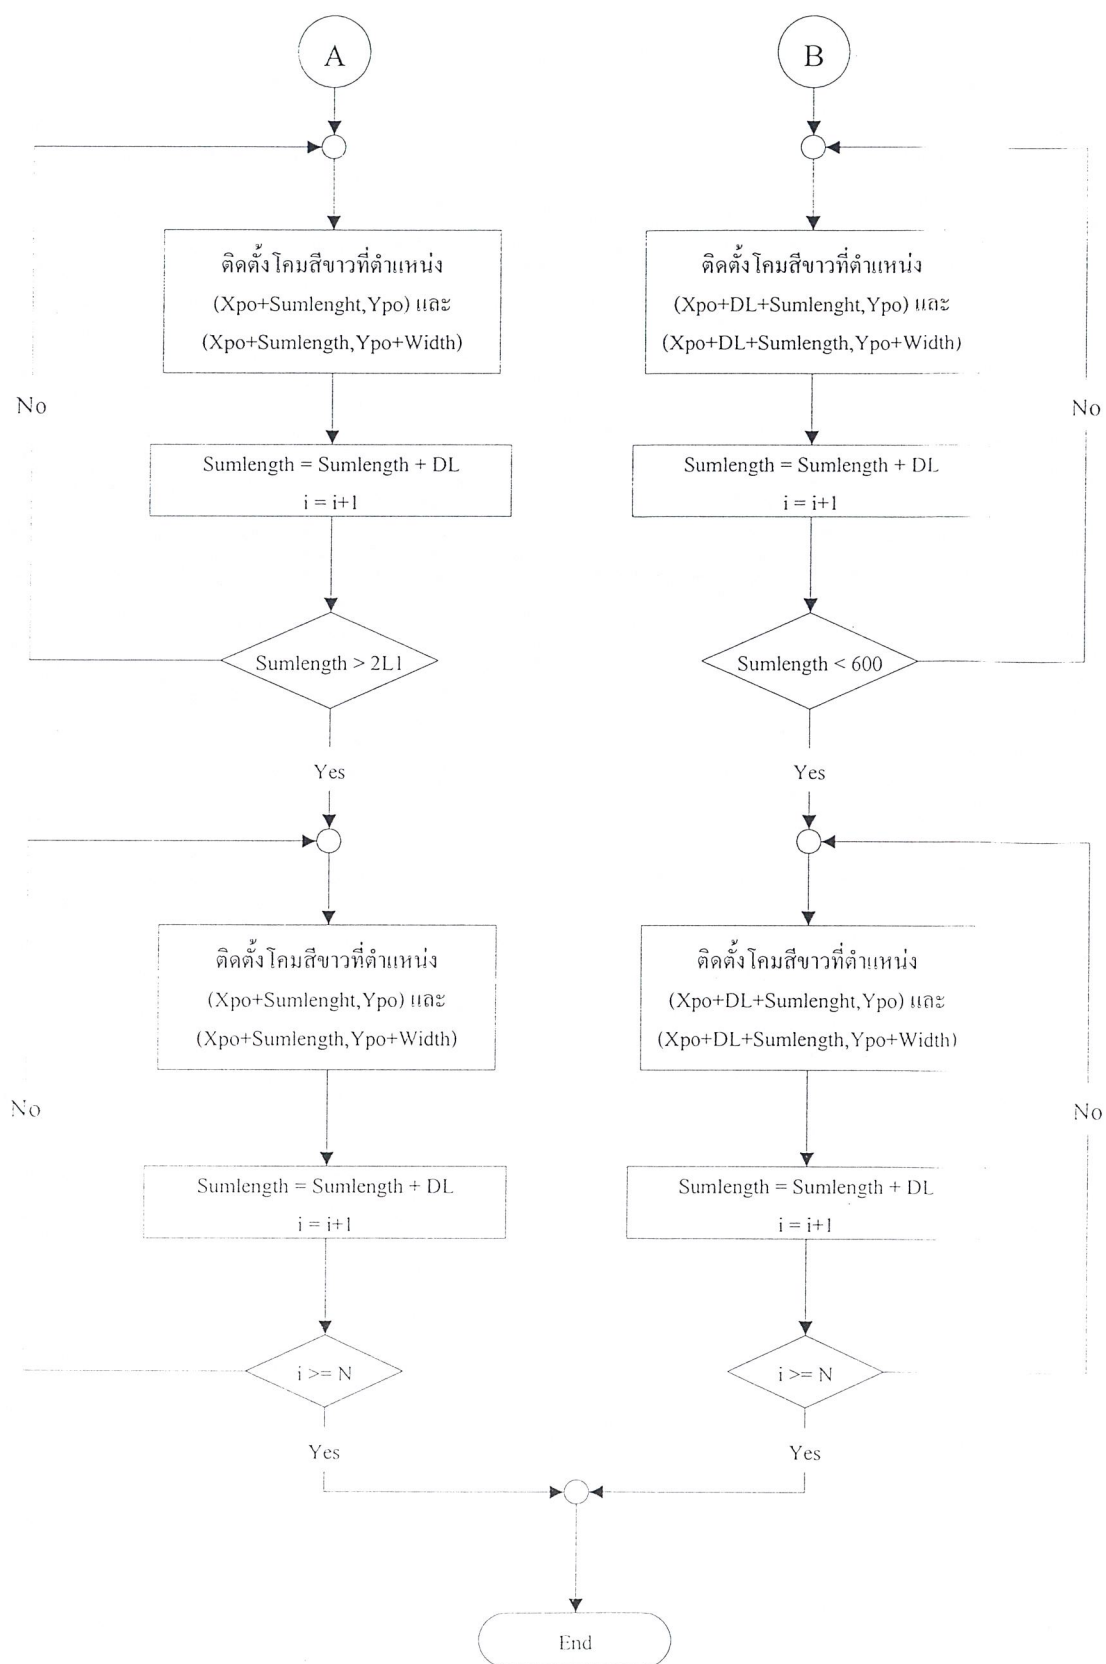 A
ติดตั้งโคมสีขาวที่ตำแหน่ง
(Xpo+Sumlenght,Ypo) และ
(Xpo+Sumlength,Ypo+Width)
No
Sumlength = Sumlength + DL
i = i+1
Sumlength > 2L1
Yes
ติดตั้งโคมสีขาวที่ตำแหน่ง
(Xpo+Sumlenght,Ypo) และ
(Xpo+Sumlength,Ypo+Width)
No
Sumlength = Sumlength + DL
i = i+1
i >= N
Yes
B
ติดตั้งโคมสีขาวที่ตำแหน่ง
(Xpo+DL+Sumlenght,Ypo) และ
(Xpo+DL+Sumlength,Ypo+Width)
No
Sumlength = Sumlength + DL
i = i+1
Sumlength < 600
Yes
ติดตั้งโคมสีขาวที่ตำแหน่ง
(Xpo+DL+Sumlenght,Ypo) และ
(Xpo+DL+Sumlength,Ypo+Width)
No
Sumlength = Sumlength + DL
i = i+1
i >= N
Yes
End